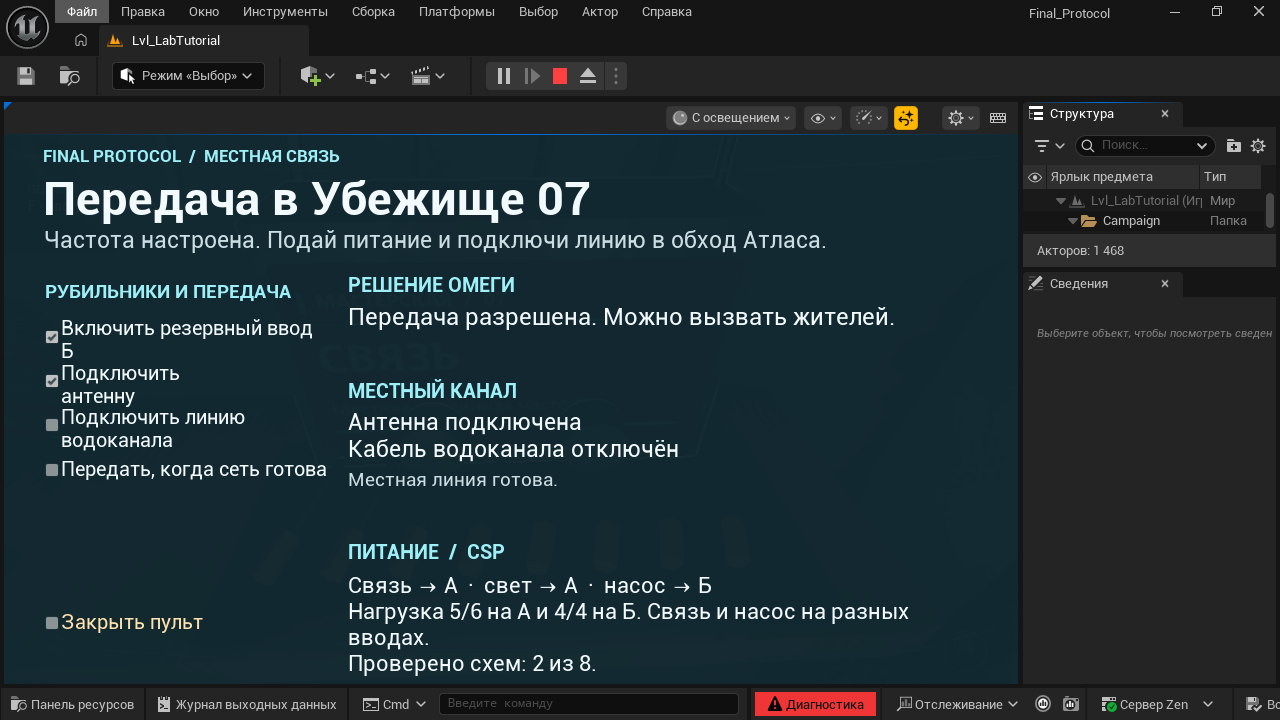 Файл Правка Окно Инструменты Сборка Платформы Выбор Актор Справка Final_Protocol
Lvl_LabTutorial
Режим «Выбор»
С освещением
Структура
Поиск...
Ярлык предмета Тип
Lvl_LabTutorial (Иг Мир
Campaign Папка
Акторов: 1 468
Сведения
Выберите объект, чтобы посмотреть сведен
FINAL PROTOCOL / МЕСТНАЯ СВЯЗЬ
Передача в Убежище 07
Частота настроена. Подай питание и подключи линию в обход Атласа.
РУБИЛЬНИКИ И ПЕРЕДАЧА
Включить резервный ввод
Б
Подключить
антенну
Подключить линию
водоканала
Передать, когда сеть готова
Закрыть пульт
РЕШЕНИЕ ОМЕГИ
Передача разрешена. Можно вызвать жителей.
СВЯЗЬ
МЕСТНЫЙ КАНАЛ
Антенна подключена
Кабель водоканала отключён
Местная линия готова.
ПИТАНИЕ / CSP
Связь → А · свет → А · насос → Б
Нагрузка 5/6 на А и 4/4 на Б. Связь и насос на разных
вводах.
Проверено схем: 2 из 8.
Панель ресурсов Журнал выходных данных Cmd Введите команду Диагностика Отслеживание Сервер Zen